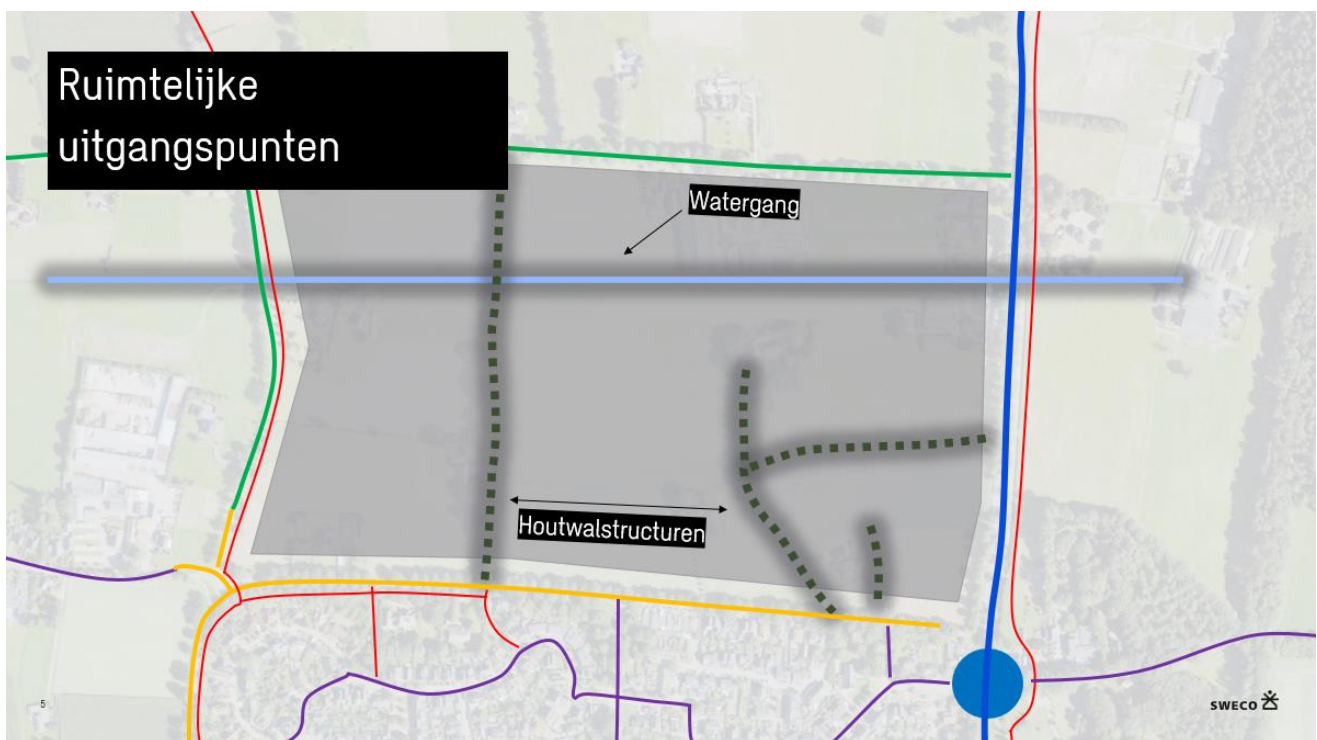 Ruimtelijke
uitgangspunten
Watergang
Houtwalstructuren
5
SWECO